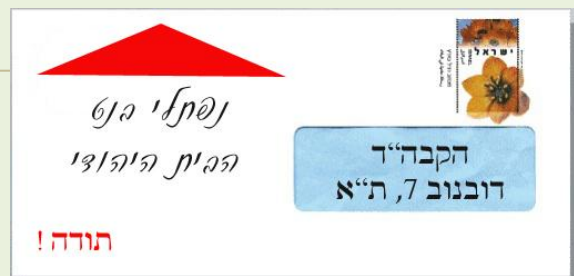 נפתלי בנט
הבית היהודי
תודה!
ישראל
הקבה"ד
דובנוב 7, ת"א